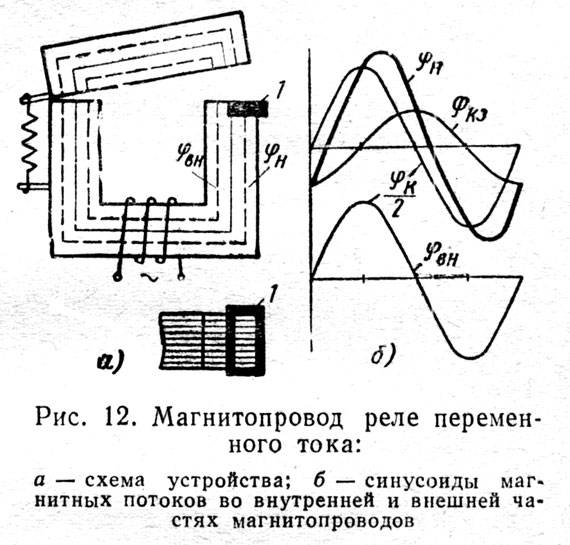 1
φвн
φн
~
1
а)
φн
Фкз
φк
2
φвн
б)
Рис. 12. Магнитопровод реле перемен-
ного тока:
а — схема устройства; б — синусоиды маг-
нитных потоков во внутренней и внешней ча-
стях магнитопроводов